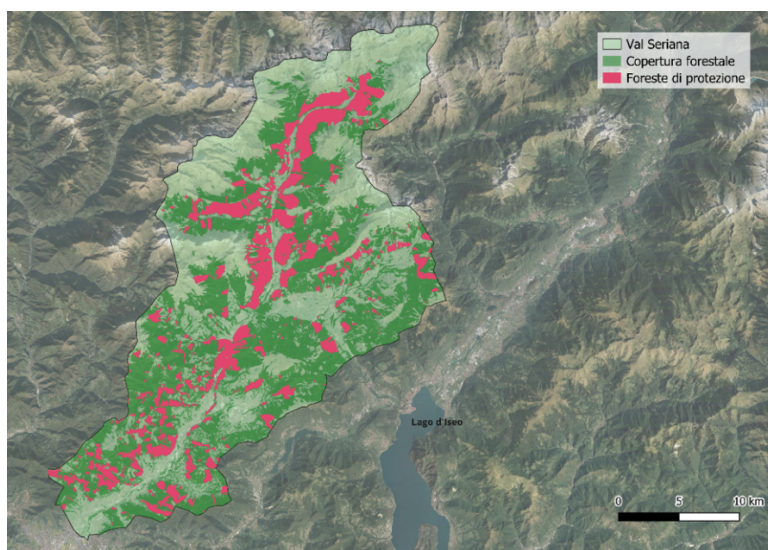 Val Seriana
Copertura forestale
Foreste di protezione
Lago d'Iseo
0 5 10 km